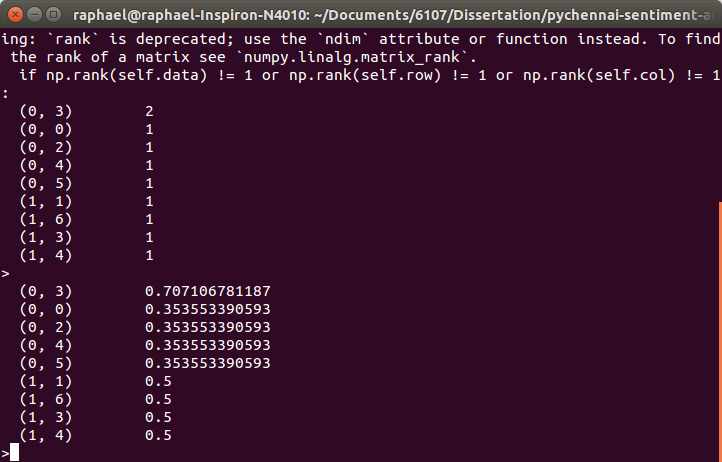 raphael@raphael-Inspiron-N4010: ~/Documents/6107/Dissertation/pychennai-sentiment-a
ing: `rank` is deprecated; use the `ndim` attribute or function instead. To find
 the rank of a matrix see `numpy.linalg.matrix_rank`.
  if np.rank(self.data) != 1 or np.rank(self.row) != 1 or np.rank(self.col) != 1
:
  (0, 3)        2
  (0, 0)        1
  (0, 2)        1
  (0, 4)        1
  (0, 5)        1
  (1, 1)        1
  (1, 6)        1
  (1, 3)        1
  (1, 4)        1
>
  (0, 3)        0.707106781187
  (0, 0)        0.353553390593
  (0, 2)        0.353553390593
  (0, 4)        0.353553390593
  (0, 5)        0.353553390593
  (1, 1)        0.5
  (1, 6)        0.5
  (1, 3)        0.5
  (1, 4)        0.5
>